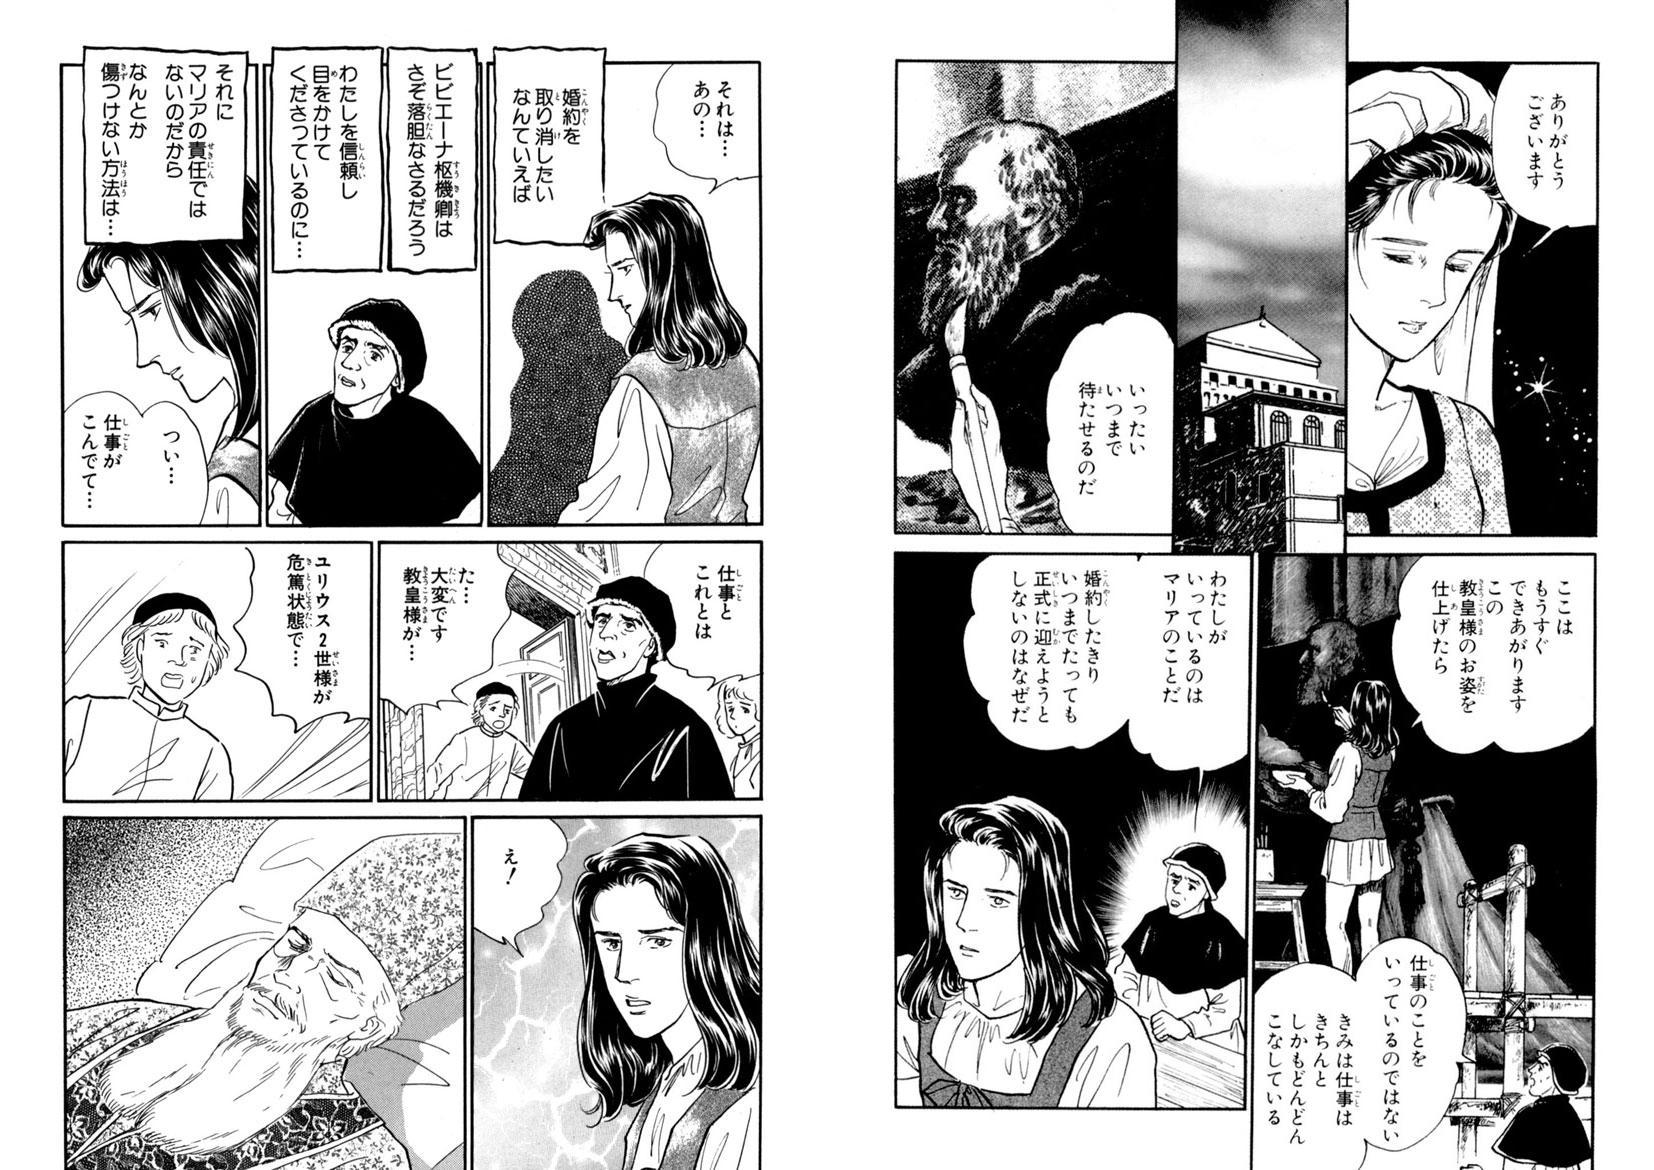 ありがとう
ございます
いったい
いつまで
待たせるのだ
ここは
もうすぐ
できあがります
この
教皇様のお姿を
仕上げたら
仕事のことを
いっているのではない
きみは仕事は
きちんと
しかもどんどん
こなしている
わたしが
いっているのは
マリアのことだ
婚約したきり
いつまでたっても
正式に迎えようと
しないのはなぜだ
それは…
あの…
婚約を
取り消したい
なんていえば
ビビエーナ枢機卿は
さぞ落胆なさるだろう
わたしを信頼し
目をかけて
くださっているのに…
それに
マリアの責任では
ないのだから
なんとか
傷つけない方法は…
つい…
仕事が
こんでて…
仕事と
これとは
た…
大変です
教皇様が…
ユリウス2世様が
危篤状態で…
え！